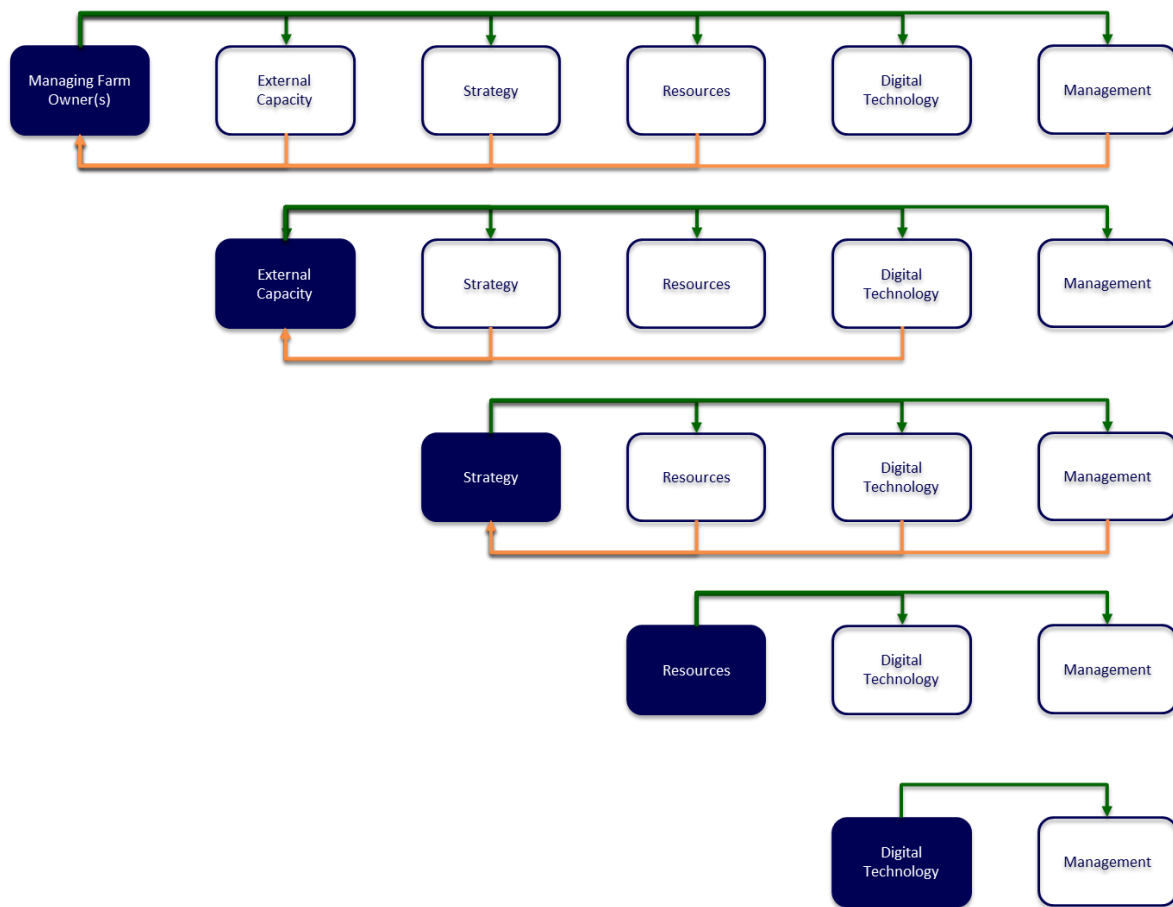 Managing Farm
Owner(s)
External
Capacity
Strategy
Resources
Digital
Technology
Management
External
Capacity
Strategy
Resources
Digital
Technology
Management
Strategy
Resources
Digital
Technology
Management
Resources
Digital
Technology
Management
Digital
Technology
Management